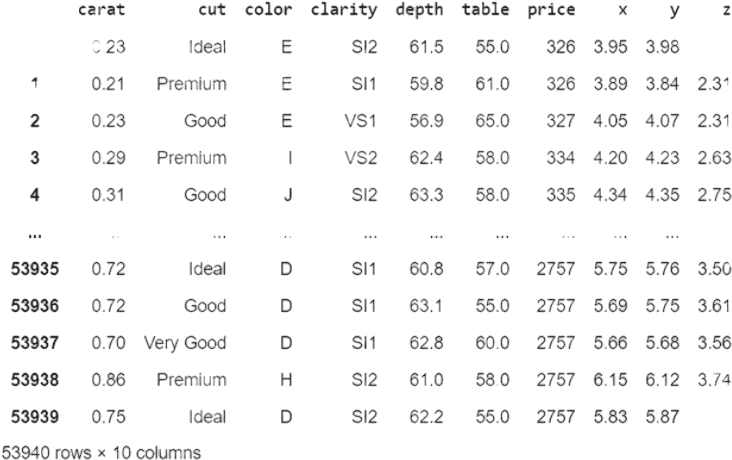 carat cut color clarity depth table price x y z
0.23 Ideal E SI2 61.5 55.0 326 3.95 3.98
1 0.21 Premium E SI1 59.8 61.0 326 3.89 3.84 2.31
2 0.23 Good E VS1 56.9 65.0 327 4.05 4.07 2.31
3 0.29 Premium I VS2 62.4 58.0 334 4.20 4.23 2.63
4 0.31 Good J SI2 63.3 58.0 335 4.34 4.35 2.75
... ... ... ... ... ... ... ... ... ...
53935 0.72 Ideal D SI1 60.8 57.0 2757 5.75 5.76 3.50
53936 0.72 Good D SI1 63.1 55.0 2757 5.69 5.75 3.61
53937 0.70 Very Good D SI1 62.8 60.0 2757 5.66 5.68 3.56
53938 0.86 Premium H SI2 61.0 58.0 2757 6.15 6.12 3.74
53939 0.75 Ideal D SI2 62.2 55.0 2757 5.83 5.87
53940 rows × 10 columns